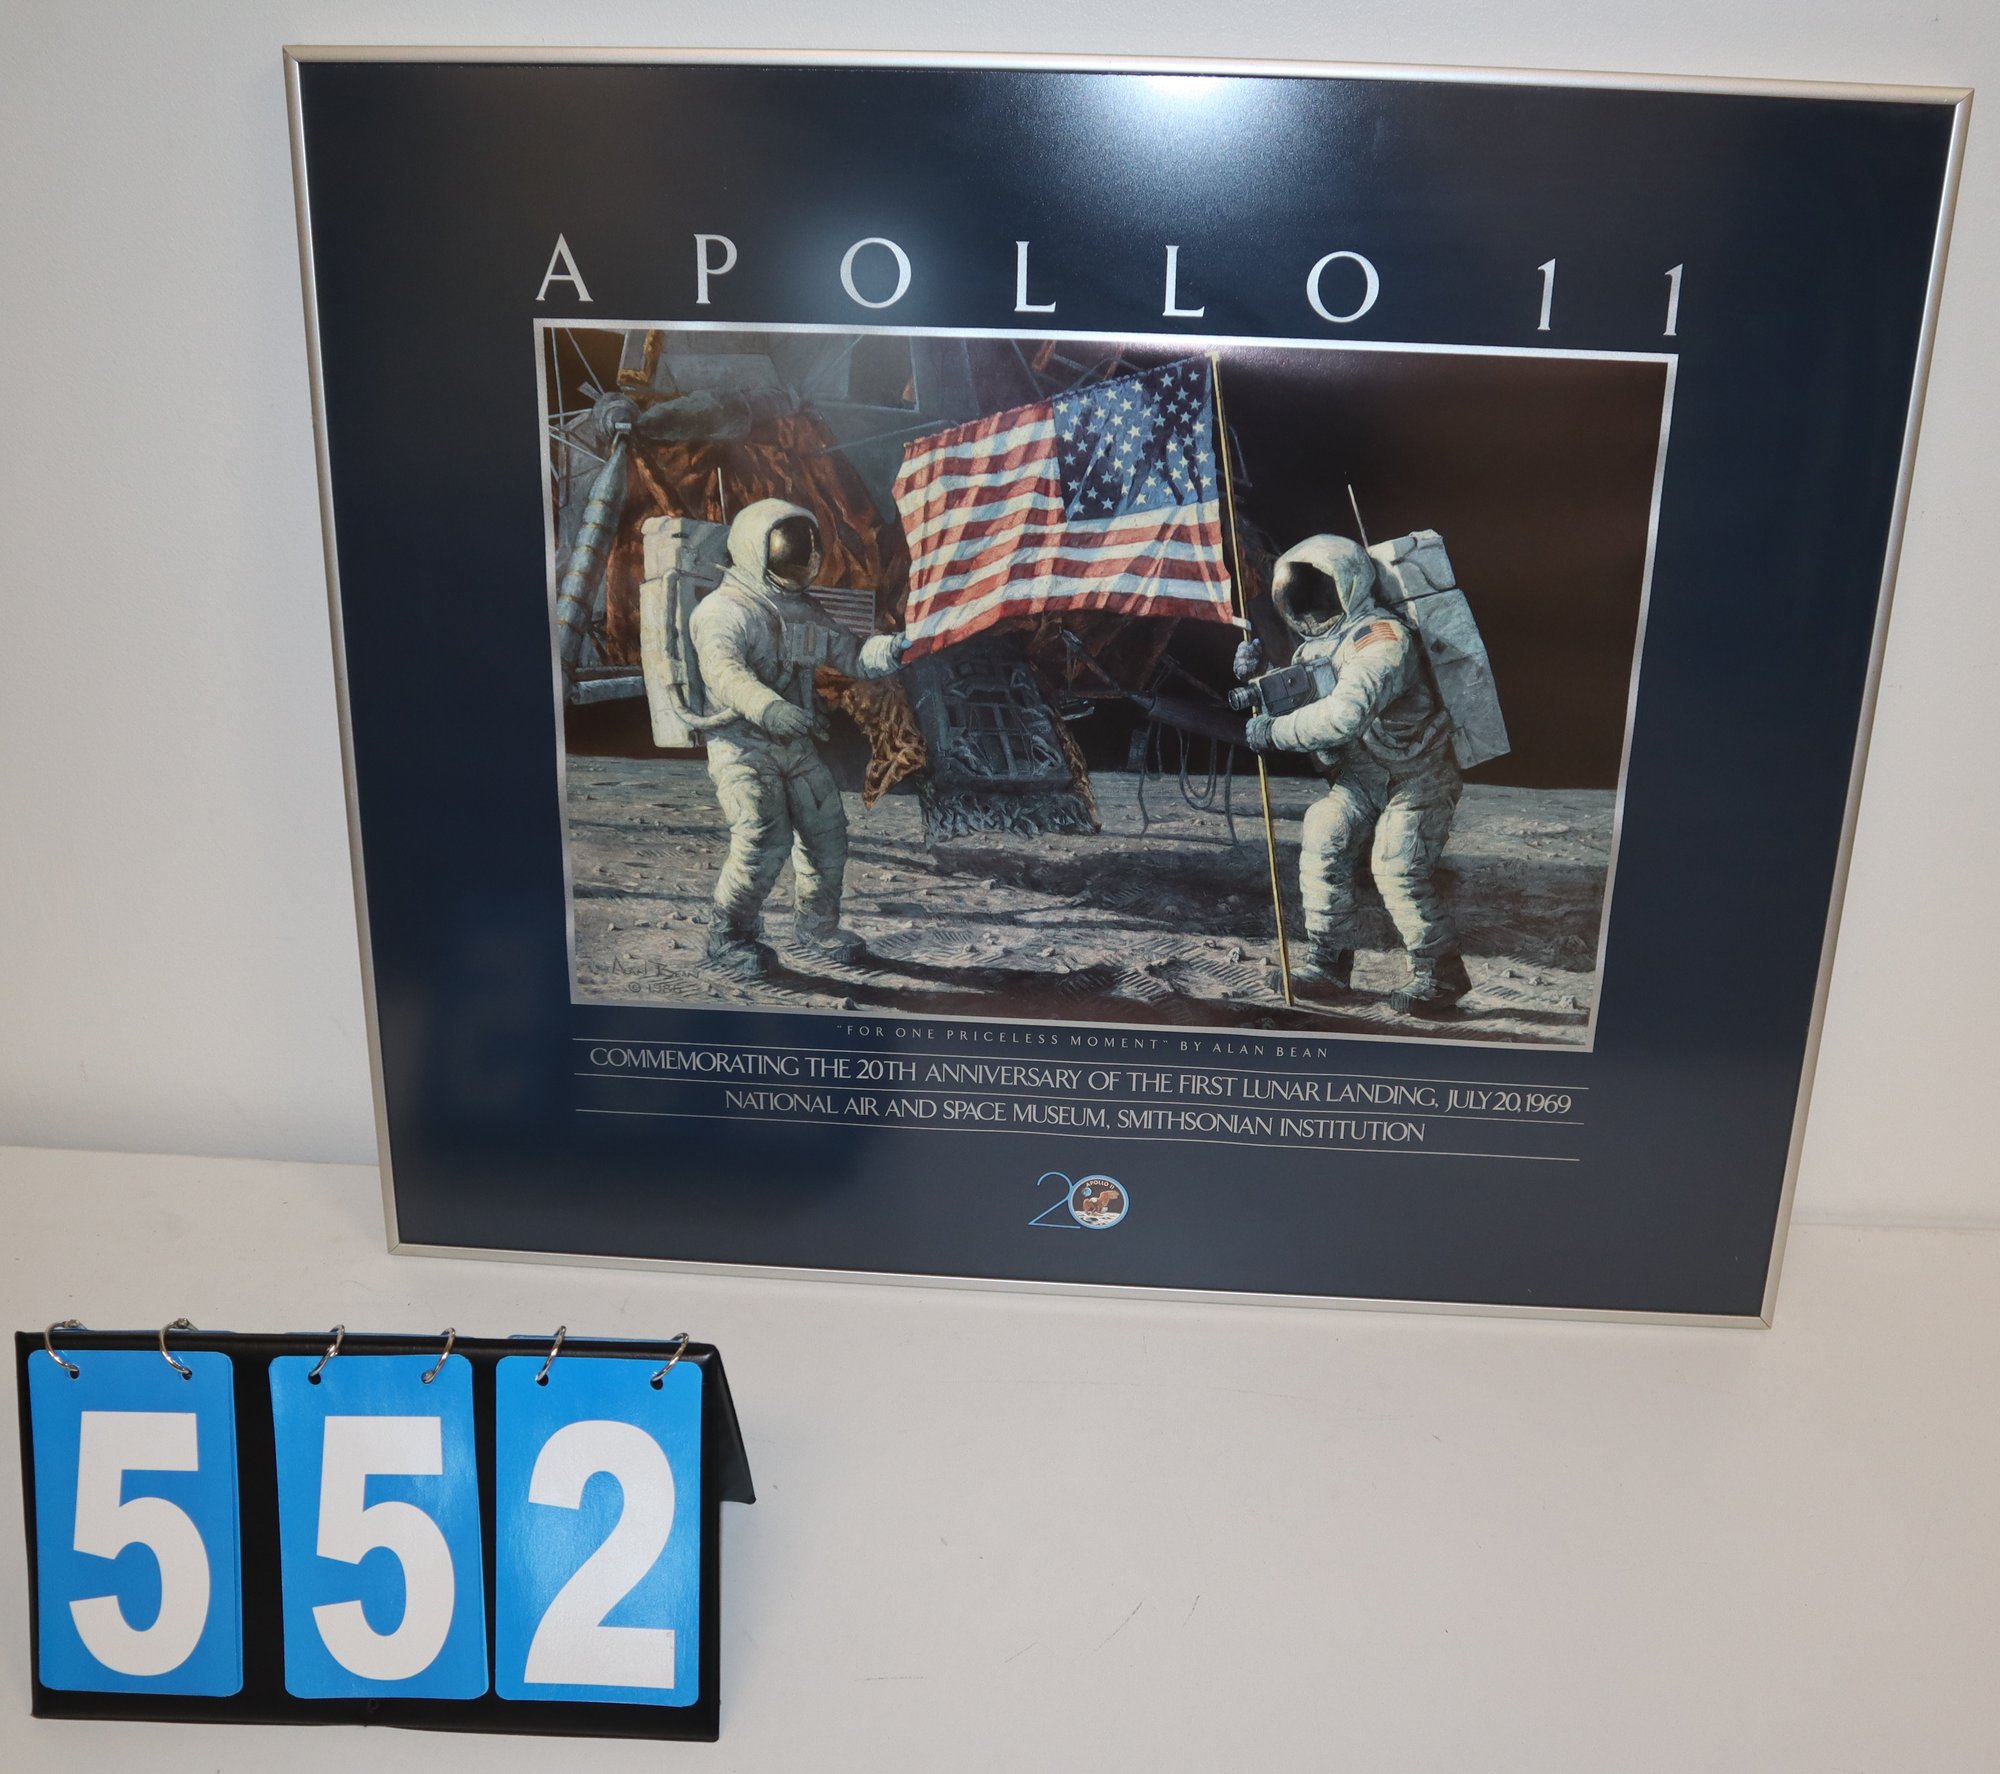 APOLLO 11
ALAN BEAN
© 1986
"FOR ONE PRICELESS MOMENT" BY ALAN BEAN
COMMEMORATING THE 20TH ANNIVERSARY OF THE FIRST LUNAR LANDING, JULY 20, 1969
NATIONAL AIR AND SPACE MUSEUM, SMITHSONIAN INSTITUTION
20
APOLLO 11
552